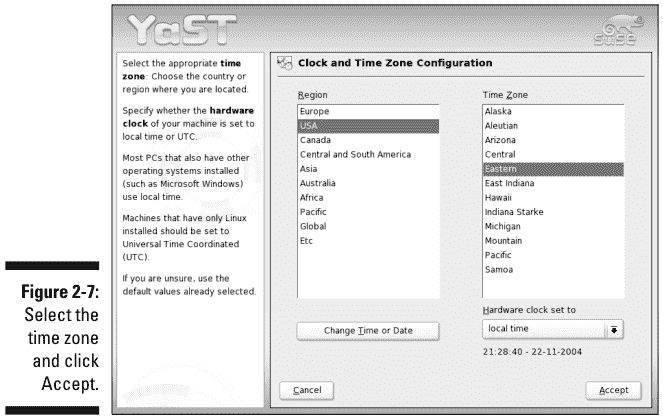 YaST
SUSE
Select the appropriate time
zone: Choose the country or
region where you are located.
Specify whether the hardware
clock of your machine is set to
local time or UTC.
Most PCs that also have other
operating systems installed
(such as Microsoft Windows)
use local time.
Machines that have only Linux
installed should be set to
Universal Time Coordinated
(UTC).
If you are unsure, use the
default values already selected.
Clock and Time Zone Configuration
Region
Europe
USA
Canada
Central and South America
Asia
Australia
Africa
Pacific
Global
Etc
Time Zone
Alaska
Aleutian
Arizona
Central
Eastern
East Indiana
Hawaii
Indiana Starke
Michigan
Mountain
Pacific
Samoa
Hardware clock set to
local time
21:28:40 - 22-11-2004
Change Time or Date
Cancel
Accept
Figure 2-7:
Select the
time zone
and click
Accept.